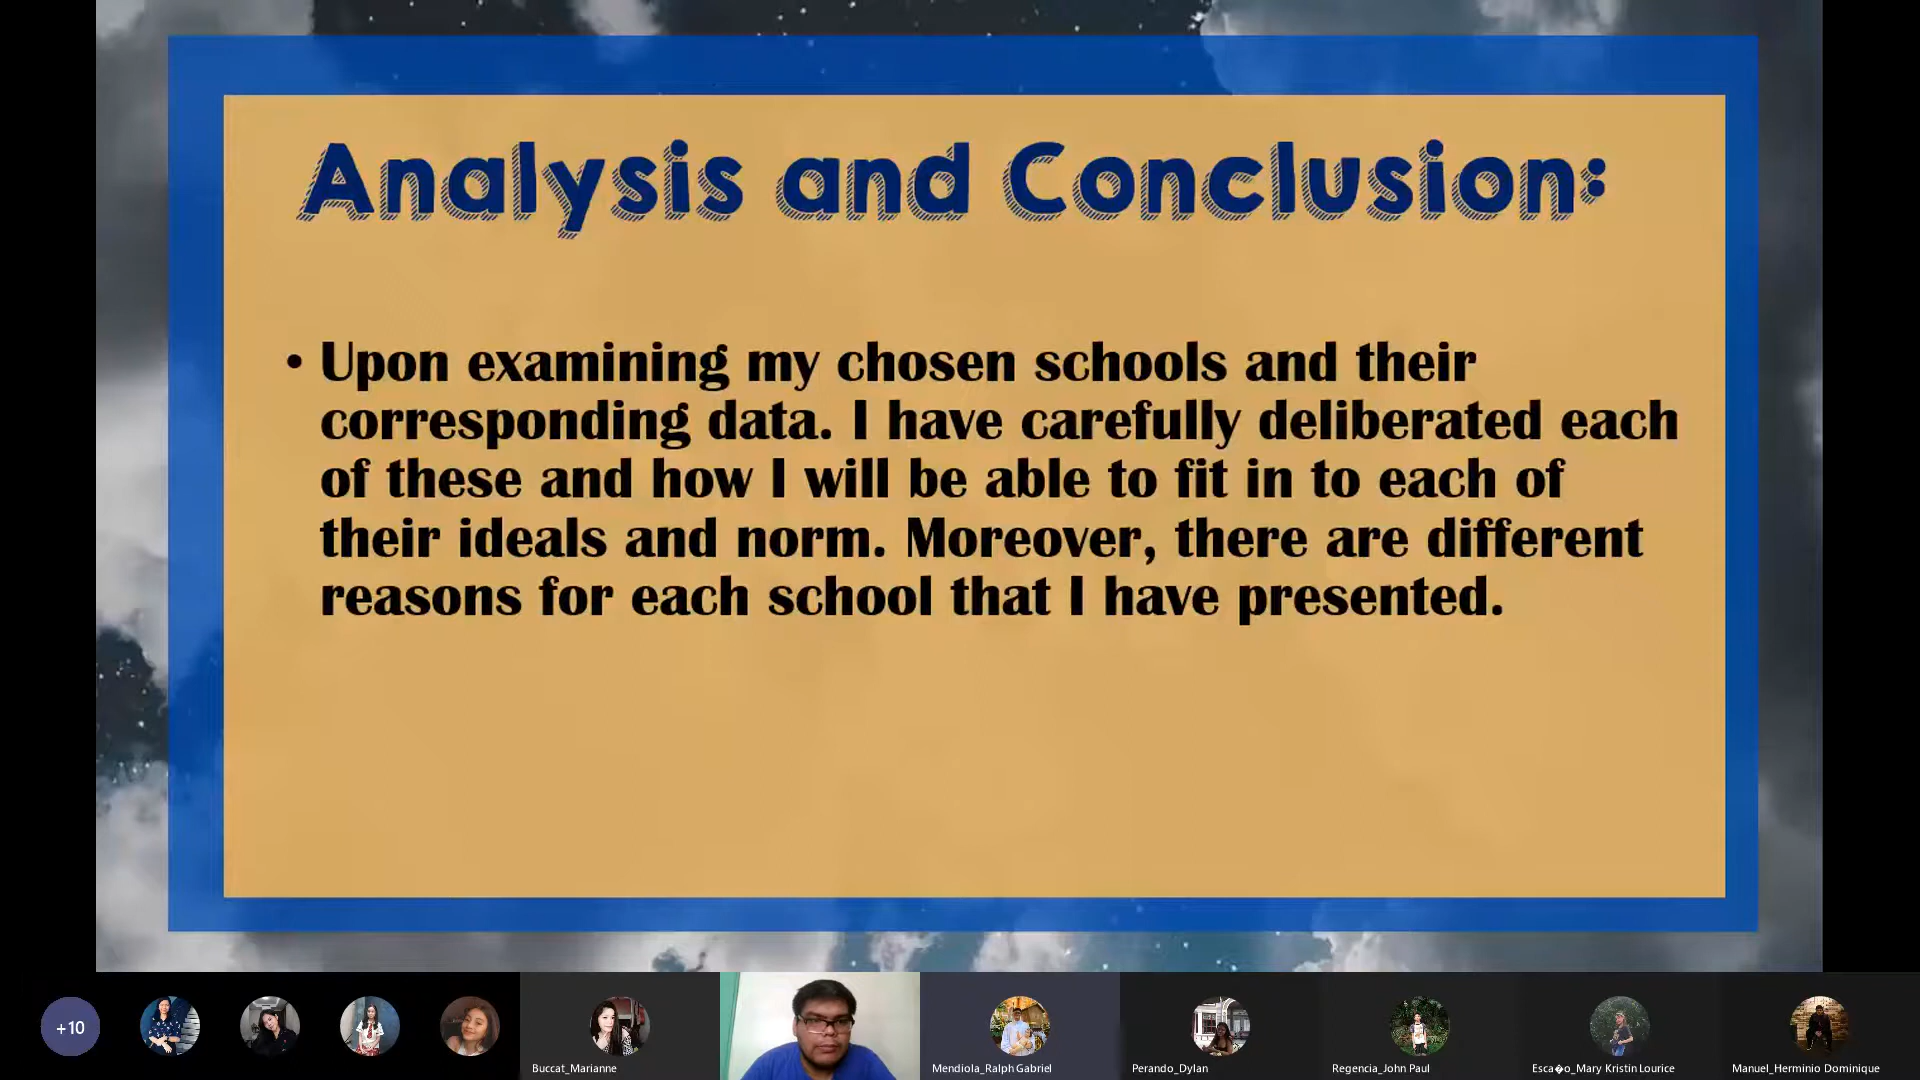 Analysis and Conclusion:
• Upon examining my chosen schools and their
corresponding data. I have carefully deliberated each
of these and how I will be able to fit in to each of
their ideals and norm. Moreover, there are different
reasons for each school that I have presented.
+10
Buccat_Marianne
Mendiola_Ralph Gabriel
Perando_Dylan
Regencia_John Paul
Esca�o_Mary Kristin Lourice
Manuel_Herminio Dominique